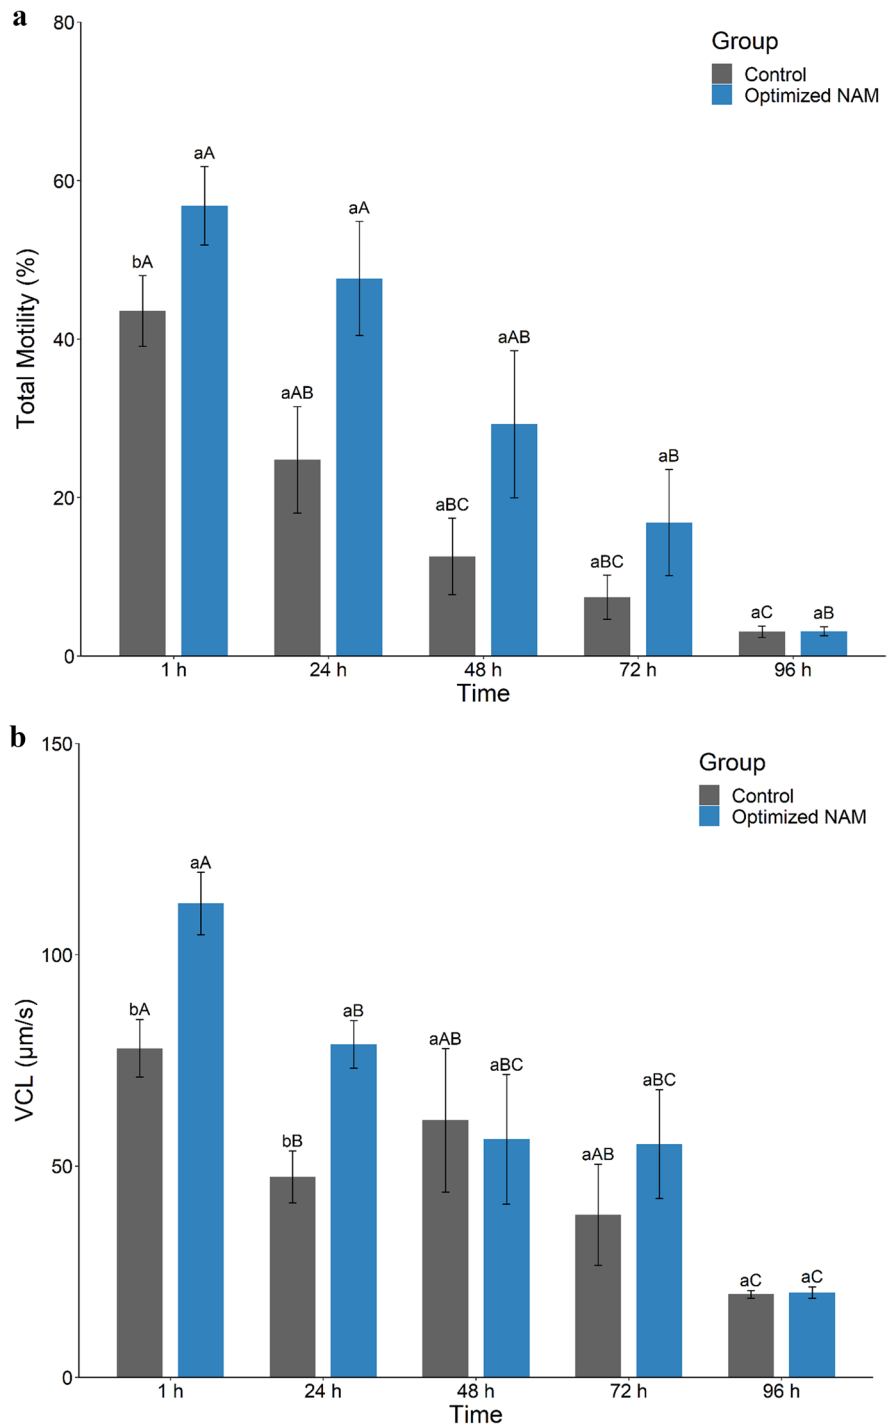 a
80
60
40
20
0
Total Motility (%)
Group
Control
Optimized NAM
bA
aA
aAB
aA
aBC
aAB
aBC
aB
aC
aB
1 h
24 h
48 h
72 h
96 h
Time
b
150
100
50
0
VCL (µm/s)
Group
Control
Optimized NAM
bA
aA
bB
aB
aAB
aBC
aAB
aBC
aC
aC
1 h
24 h
48 h
72 h
96 h
Time